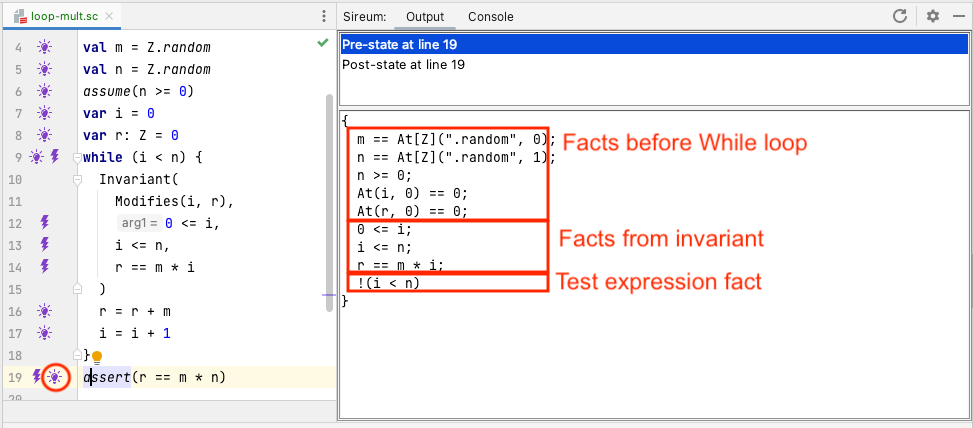 loop-mult.sc
Sireum: Output Console
4 val m = Z.random
5 val n = Z.random
6 assume(n >= 0)
7 var i = 0
8 var r: Z = 0
9 while (i < n) {
10 Invariant(
11 Modifies(i, r),
12 arg1 = 0 <= i,
13 i <= n,
14 r == m * i
15 )
16 r = r + m
17 i = i + 1
18 }
19 assert(r == m * n)
20
Pre-state at line 19
Post-state at line 19
{
m == At[Z](".random", 0);
n == At[Z](".random", 1);
n >= 0;
At(i, 0) == 0;
At(r, 0) == 0;
0 <= i;
i <= n;
r == m * i;
!(i < n)
}
Facts before While loop
Facts from invariant
Test expression fact